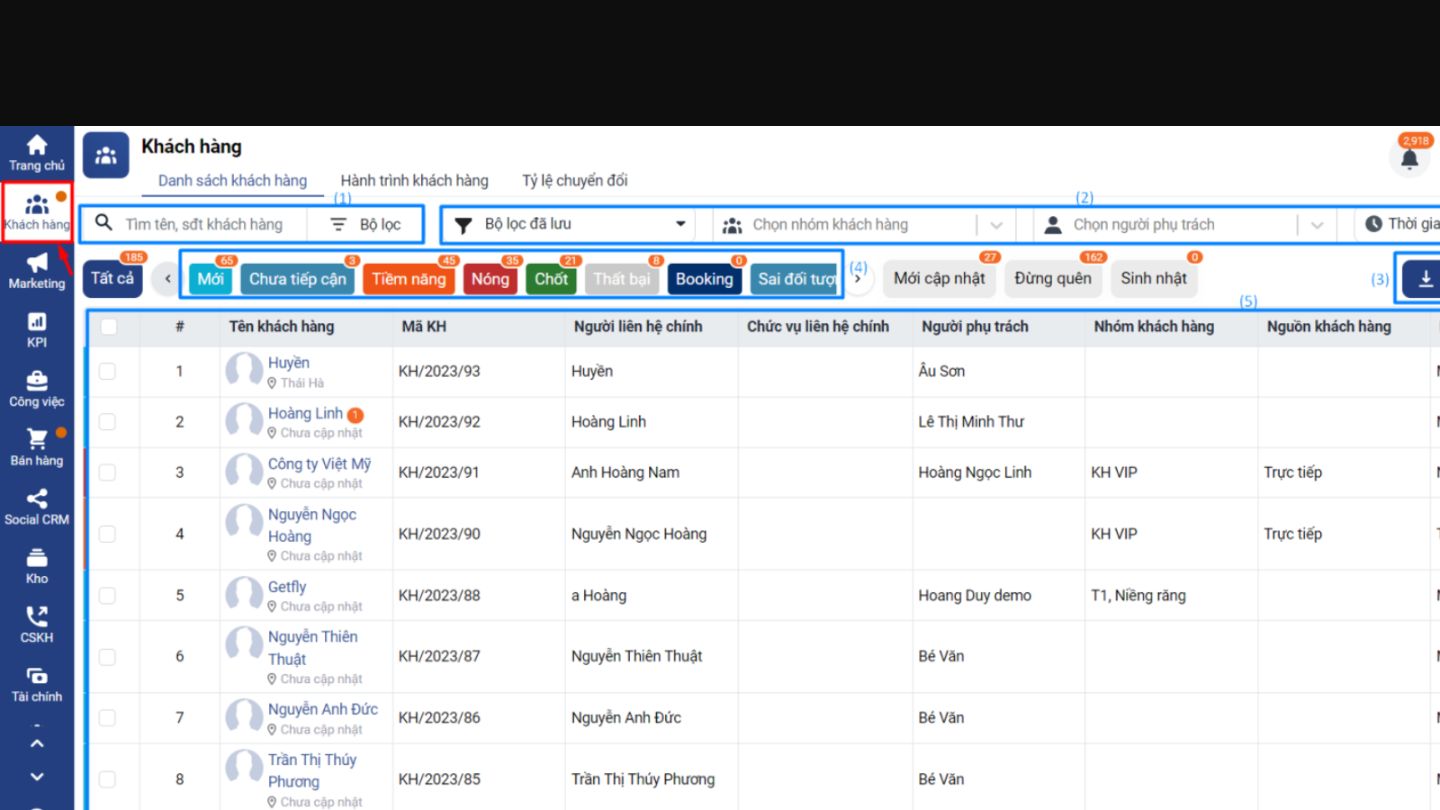 Trang chủ
Khách hàng
Marketing
KPI
Công việc
Bán hàng
Social CRM
Kho
CSKH
Tài chính
Khách hàng
2,918
Danh sách khách hàng Hành trình khách hàng Tỷ lệ chuyển đổi
(1) (2)
Tìm tên, sđt khách hàng Bộ lọc Bộ lọc đã lưu Chọn nhóm khách hàng Chọn người phụ trách Thời gia
185 65 3 45 35 21 8 0 27 162 0
Tất cả Mới Chưa tiếp cận Tiềm năng Nóng Chốt Thất bại Booking Sai đối tượn (4) Mới cập nhật Đừng quên Sinh nhật (3)
(5)
# Tên khách hàng Mã KH Người liên hệ chính Chức vụ liên hệ chính Người phụ trách Nhóm khách hàng Nguồn khách hàng
1 Huyền KH/2023/93 Huyền Âu Sơn
Thái Hà
2 Hoàng Linh 1 KH/2023/92 Hoàng Linh Lê Thị Minh Thư
Chưa cập nhật
3 Công ty Việt Mỹ KH/2023/91 Anh Hoàng Nam Hoàng Ngọc Linh KH VIP Trực tiếp
Chưa cập nhật
4 Nguyễn Ngọc Hoàng KH/2023/90 Nguyễn Ngọc Hoàng KH VIP Trực tiếp
Chưa cập nhật
5 Getfly KH/2023/88 a Hoàng Hoang Duy demo T1, Niềng răng
Chưa cập nhật
6 Nguyễn Thiên Thuật KH/2023/87 Nguyễn Thiên Thuật Bé Văn
Chưa cập nhật
7 Nguyễn Anh Đức KH/2023/86 Nguyễn Anh Đức Bé Văn
Chưa cập nhật
8 Trần Thị Thúy Phương KH/2023/85 Trần Thị Thúy Phương Bé Văn
Chưa cập nhật